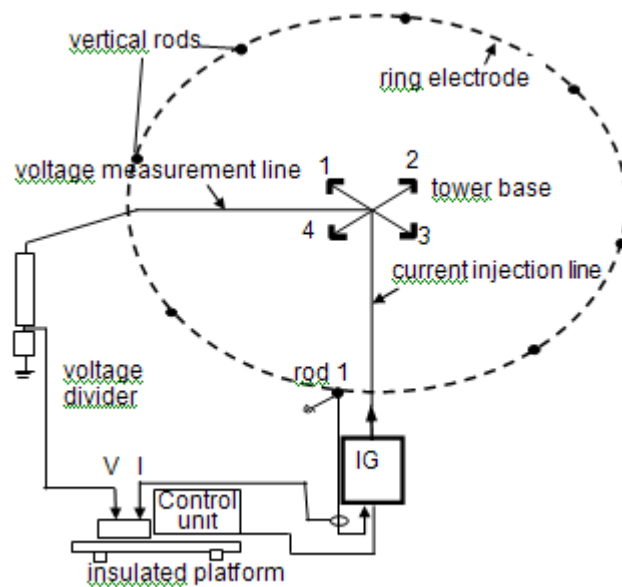 vertical rods
ring electrode
voltage measurement line
1
2
tower base
4
3
current injection line
rod 1
voltage
divider
IG
V
I
Control
unit
insulated platform